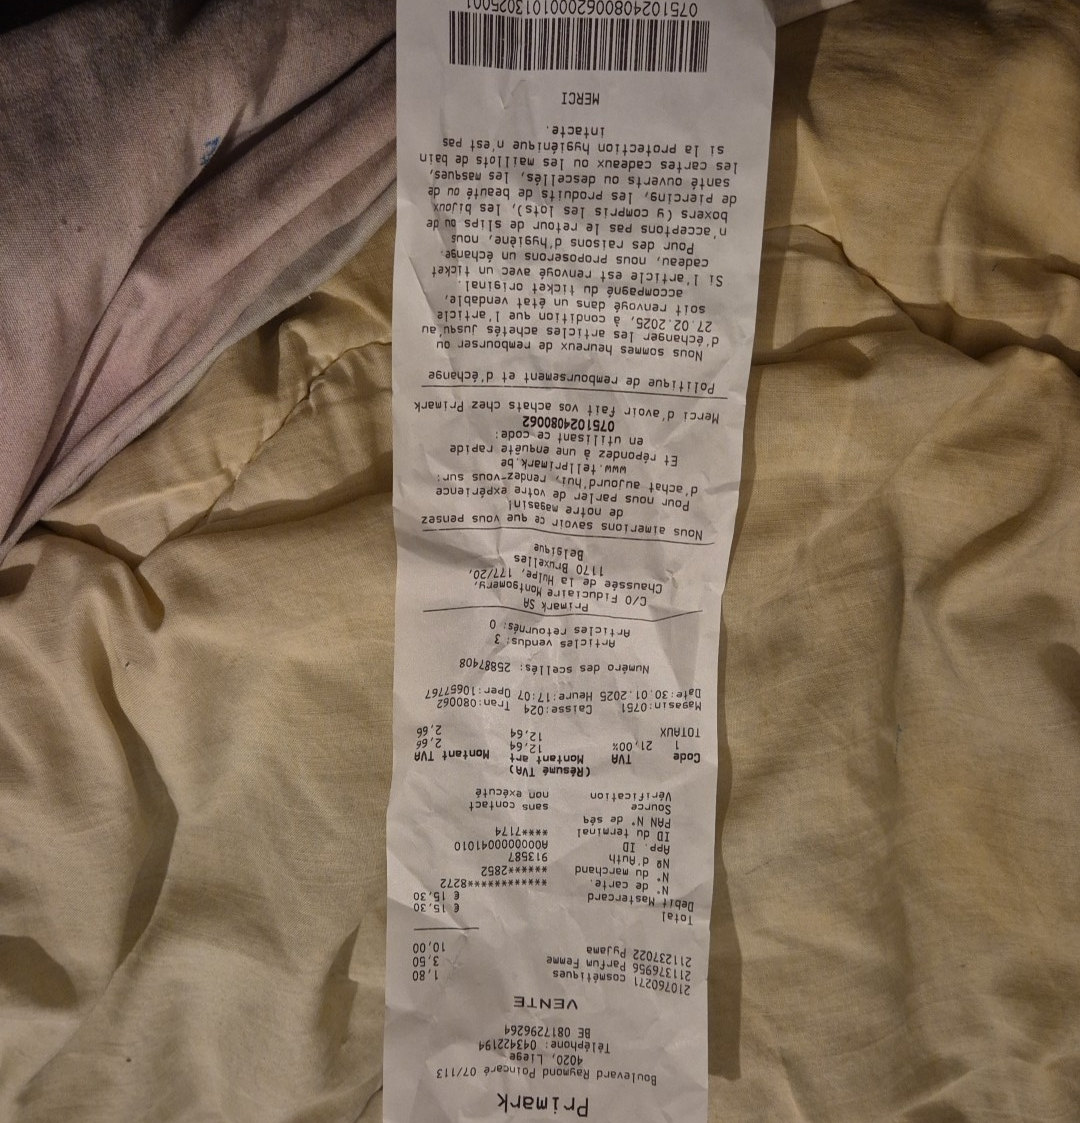 Primark
Boulevard Raymond Poincaré 07/113
4020, Liege
Téléphone: 043422194
BE 0817296264
VENTE
210760271 cosmétiques 1,80
211376956 Parfum Femme 3,50
211237022 Pyjama 10,00
Total € 15,30
Debit Mastercard € 15,30
N° de carte. ************8272
N° du marchand ******2852
Nº d'Auth 913587
App. ID A0000000041010
ID du terminal ****7174
PAN N° de séq
Source sans contact
Vérification non exécuté
(Résumé TVA)
Code TVA Montant art Montant TVA
1 21,00% 12,64 2,66
TOTAUX 12,64 2,66
Magasin:0751 Caisse:024 Tran:080062
Date:30.01.2025 Heure:17:07 Oper:10657767
Numéro des scellés: 25887408
Articles vendus: 3
Articles retournés: 0
Primark SA
C/O Fiduciaire Montgomery,
Chaussée de la Hulpe, 177/20,
1170 Bruxelles
Belgique
Nous aimerions savoir ce que vous pensez
de notre magasin!
Pour nous parler de votre expérience
d'achat aujourd'hui, rendez-vous sur:
www.tellprimark.be
Et répondez à une enquête rapide
en utilisant ce code:
0751024080062
Merci d'avoir fait vos achats chez Primark
Politique de remboursement et d'échange
Nous sommes heureux de rembourser ou
d'échanger les articles achetés jusqu'au
27.02.2025, à condition que l'article
soit renvoyé dans un état vendable,
accompagné du ticket original.
Si l'article est renvoyé avec un ticket
cadeau, nous proposerons un échange.
Pour des raisons d'hygiène, nous
n'acceptons pas le retour de slips ou de
boxers (y compris les lots), les bijoux
de piercing, les produits de beauté ou de
santé ouverts ou descellés, les masques,
les cartes cadeaux ou les maillots de bain
si la protection hygiénique n'est pas
intacte.
MERCI
07510240800620001013025001